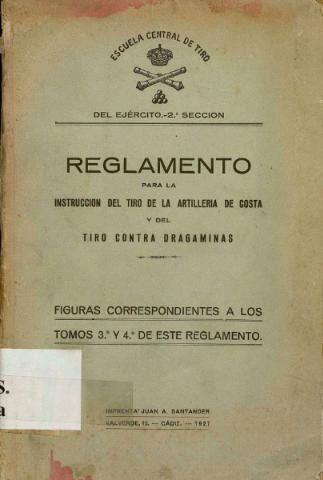 ESCUELA CENTRAL DE TIRO
DEL EJÉRCITO.-2.ª SECCION
REGLAMENTO
PARA LA
INSTRUCCION DEL TIRO DE LA ARTILLERIA DE COSTA
Y DEL
TIRO CONTRA DRAGAMINAS
FIGURAS CORRESPONDIENTES A LOS
TOMOS 3.º Y 4.º DE ESTE REGLAMENTO.
S.
a
IMPRENTA JUAN A. SANTANDER
VALVERDE, — CÁDIZ. — 1927